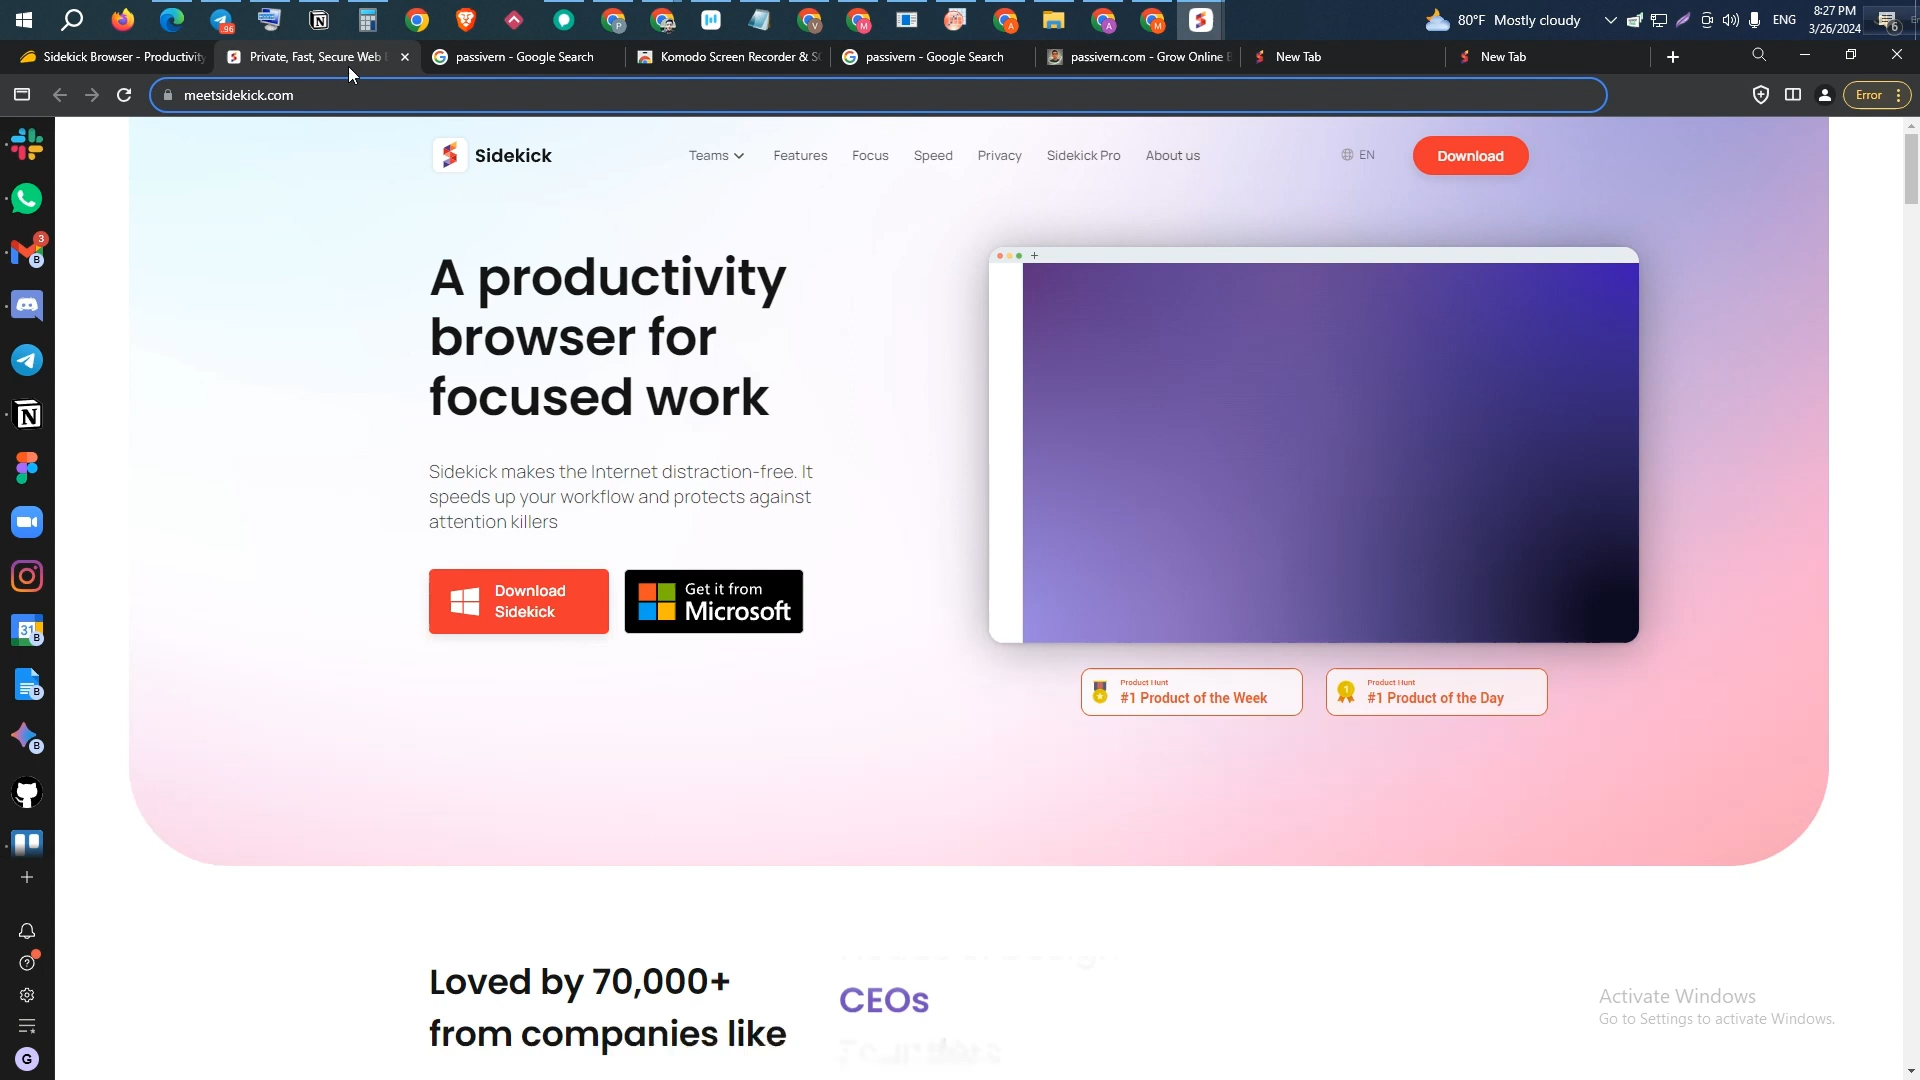 96
P
V
M
A
A
M
80°F Mostly cloudy
ENG
8:27 PM
3/26/2024
6
Sidekick Browser - Productivity
Private, Fast, Secure Web
passivern - Google Search
Komodo Screen Recorder &
passivern - Google Search
passivern.com - Grow Online
New Tab
New Tab
meetsidekick.com
Error
Sidekick
Teams
Features
Focus
Speed
Privacy
Sidekick Pro
About us
EN
Download
A productivity
browser for
focused work
Sidekick makes the Internet distraction-free. It
speeds up your workflow and protects against
attention killers
Download
Sidekick
Get it from
Microsoft
Product Hunt
#1 Product of the Week
1
Product Hunt
#1 Product of the Day
3
B
N
31
B
B
B
G
Loved by 70,000+
from companies like
CEOs
Activate Windows
Go to Settings to activate Windows.